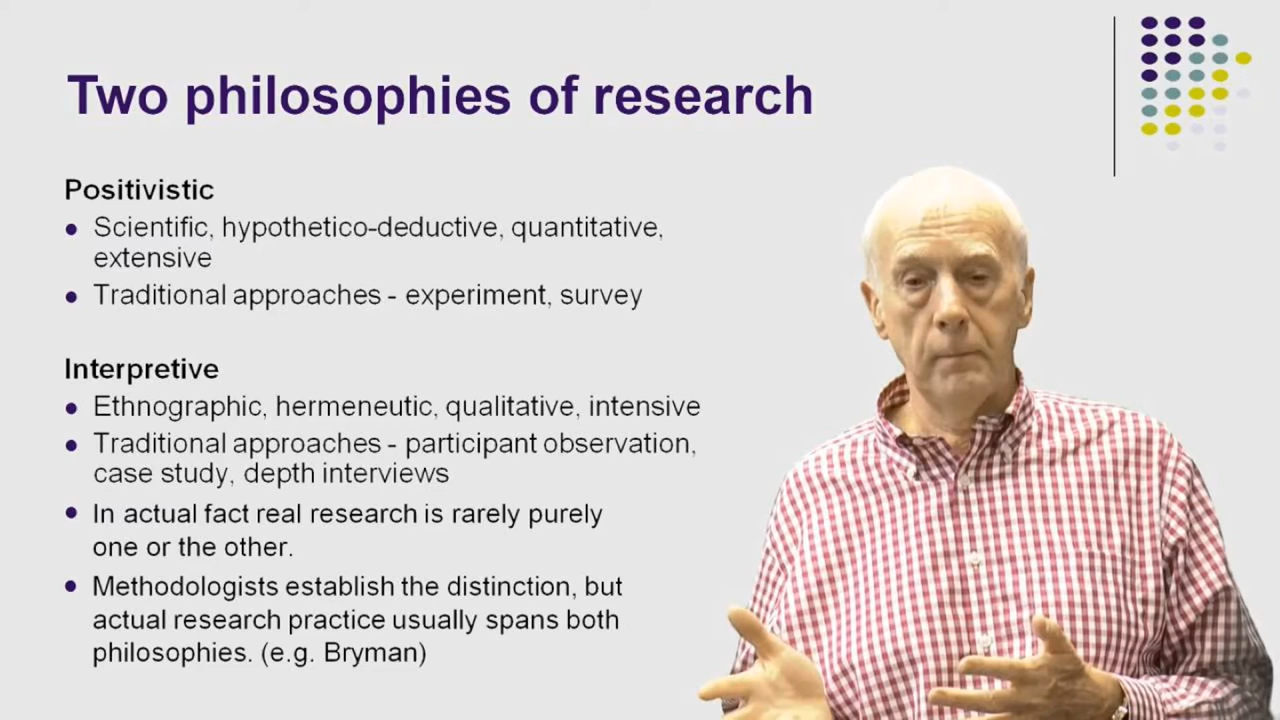 Two philosophies of research
Positivistic
• Scientific, hypothetico-deductive, quantitative,
extensive
• Traditional approaches - experiment, survey
Interpretive
• Ethnographic, hermeneutic, qualitative, intensive
• Traditional approaches - participant observation,
case study, depth interviews
• In actual fact real research is rarely purely
one or the other.
• Methodologists establish the distinction, but
actual research practice usually spans both
philosophies. (e.g. Bryman)